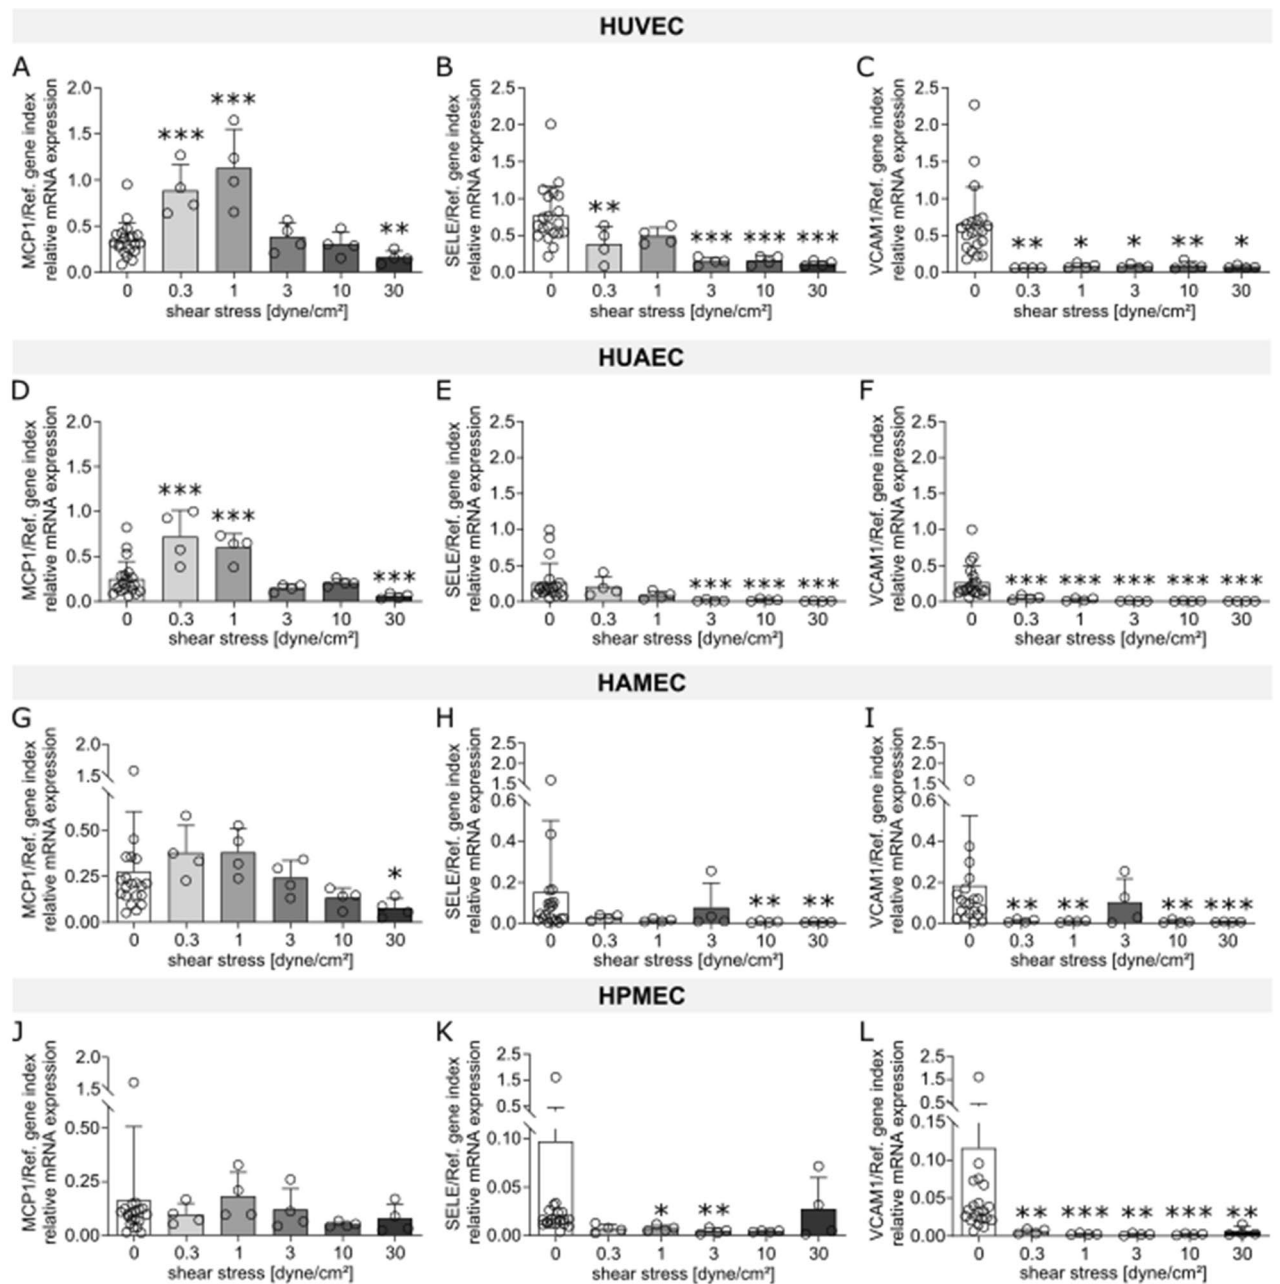 HUVEC
A
MCP1/Ref. gene index
relative mRNA expression
2.0
1.5
1.0
0.5
0.0
***
***
**
0 0.3 1 3 10 30
shear stress [dyne/cm²]
B
SELE/Ref. gene index
relative mRNA expression
2.5
2.0
1.5
1.0
0.5
0.0
** *** *** ***
0 0.3 1 3 10 30
shear stress [dyne/cm²]
C
VCAM1/Ref. gene index
relative mRNA expression
2.5
2.0
1.5
1.0
0.5
0.0
** * * ** *
0 0.3 1 3 10 30
shear stress [dyne/cm²]
HUAEC
D
MCP1/Ref. gene index
relative mRNA expression
2.0
1.5
1.0
0.5
0.0
*** *** ***
0 0.3 1 3 10 30
shear stress [dyne/cm²]
E
SELE/Ref. gene index
relative mRNA expression
2.5
2.0
1.5
1.0
0.5
0.0
*** *** ***
0 0.3 1 3 10 30
shear stress [dyne/cm²]
F
VCAM1/Ref. gene index
relative mRNA expression
2.5
2.0
1.5
1.0
0.5
0.0
*** *** *** *** ***
0 0.3 1 3 10 30
shear stress [dyne/cm²]
HAMEC
G
MCP1/Ref. gene index
relative mRNA expression
2.0
1.5
0.50
0.25
0.00
*
0 0.3 1 3 10 30
shear stress [dyne/cm²]
H
SELE/Ref. gene index
relative mRNA expression
2.5
2.0
1.5
0.6
0.4
0.2
0.0
** **
0 0.3 1 3 10 30
shear stress [dyne/cm²]
I
VCAM1/Ref. gene index
relative mRNA expression
2.5
2.0
1.5
0.6
0.4
0.2
0.0
** ** ** ***
0 0.3 1 3 10 30
shear stress [dyne/cm²]
HPMEC
J
MCP1/Ref. gene index
relative mRNA expression
2.0
1.5
0.50
0.25
0.00
0 0.3 1 3 10 30
shear stress [dyne/cm²]
K
SELE/Ref. gene index
relative mRNA expression
2.5
1.5
0.5
0.10
0.05
0.00
* **
0 0.3 1 3 10 30
shear stress [dyne/cm²]
L
VCAM1/Ref. gene index
relative mRNA expression
2.5
1.5
0.5
0.15
0.10
0.05
0.00
** *** ** *** **
0 0.3 1 3 10 30
shear stress [dyne/cm²]